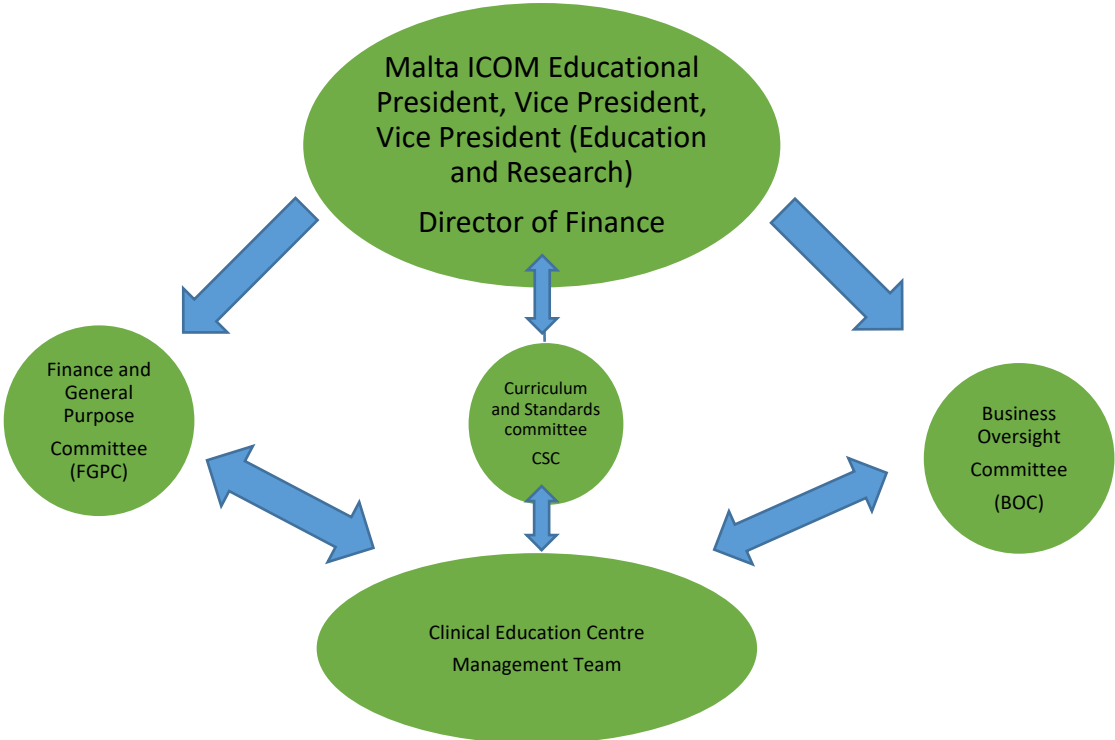 Malta ICOM Educational
President, Vice President,
Vice President (Education
and Research)
Director of Finance
Finance and
General
Purpose
Committee
(FGPC)
Curriculum
and Standards
committee
CSC
Business
Oversight
Committee
(BOC)
Clinical Education Centre
Management Team